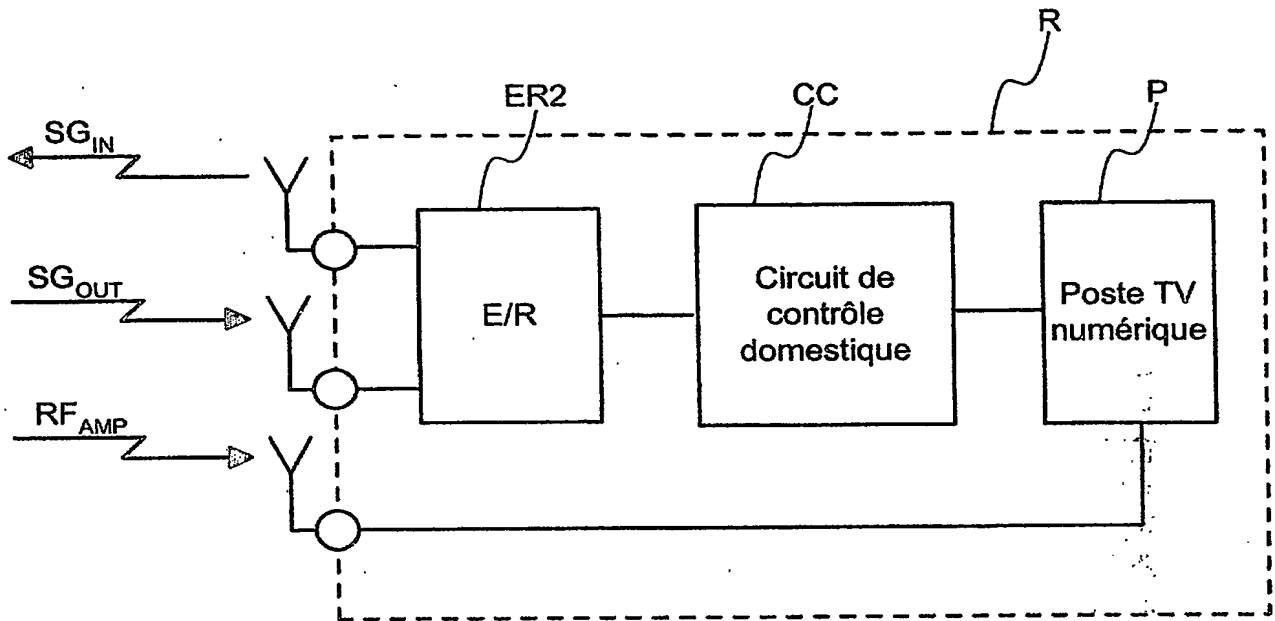 R
ER2
CC
P
SG_IN
SG_OUT
RF_AMP
E/R
Circuit de
contrôle
domestique
Poste TV
numérique